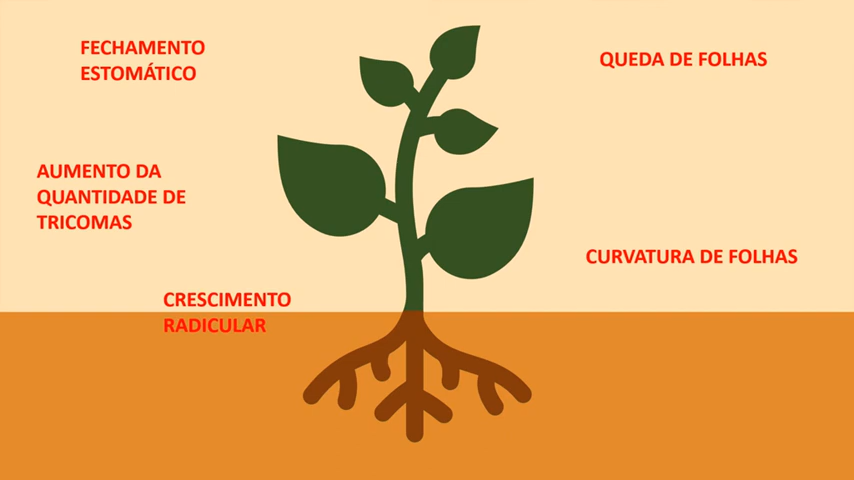 FECHAMENTO
ESTOMÁTICO
QUEDA DE FOLHAS
AUMENTO DA
QUANTIDADE DE
TRICOMAS
CURVATURA DE FOLHAS
CRESCIMENTO
RADICULAR